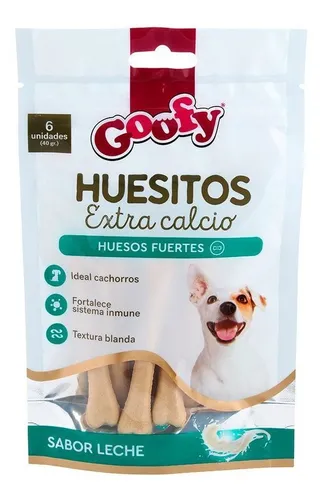 6
unidades
(40 gr.)
Goofy
HUESITOS
Extra calcio
HUESOS FUERTES
Ideal cachorros
Fortalece
sistema inmune
Textura blanda
SABOR LECHE